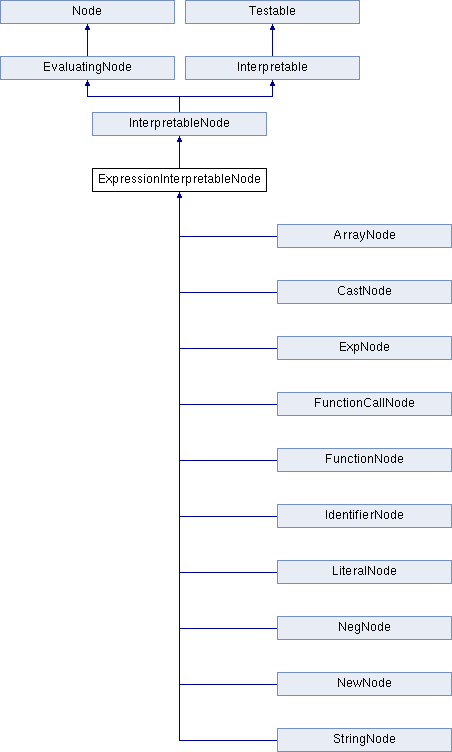 Node
Testable
EvaluatingNode
Interpretable
InterpretableNode
ExpressionInterpretableNode
ArrayNode
CastNode
ExpNode
FunctionCallNode
FunctionNode
IdentifierNode
LiteralNode
NegNode
NewNode
StringNode